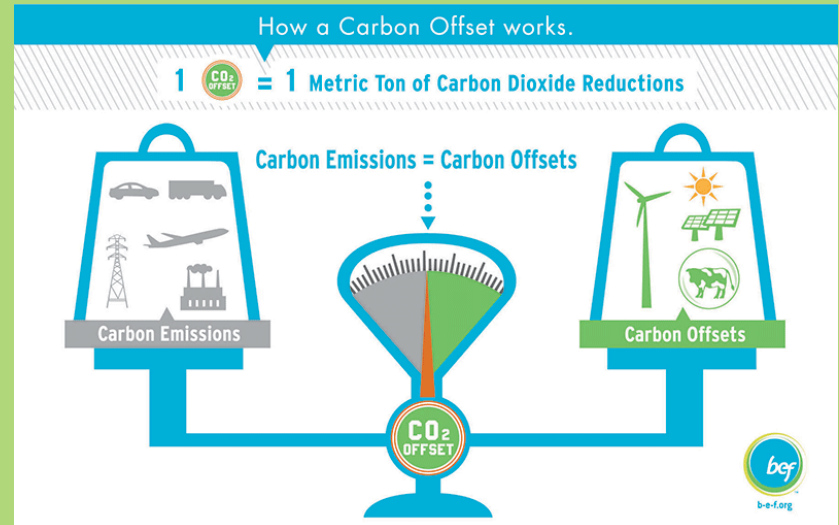 How a Carbon Offset works.
1 CO2 OFFSET = 1 Metric Ton of Carbon Dioxide Reductions
Carbon Emissions = Carbon Offsets
Carbon Emissions
Carbon Offsets
CO2
OFFSET
bef
b-e-f.org